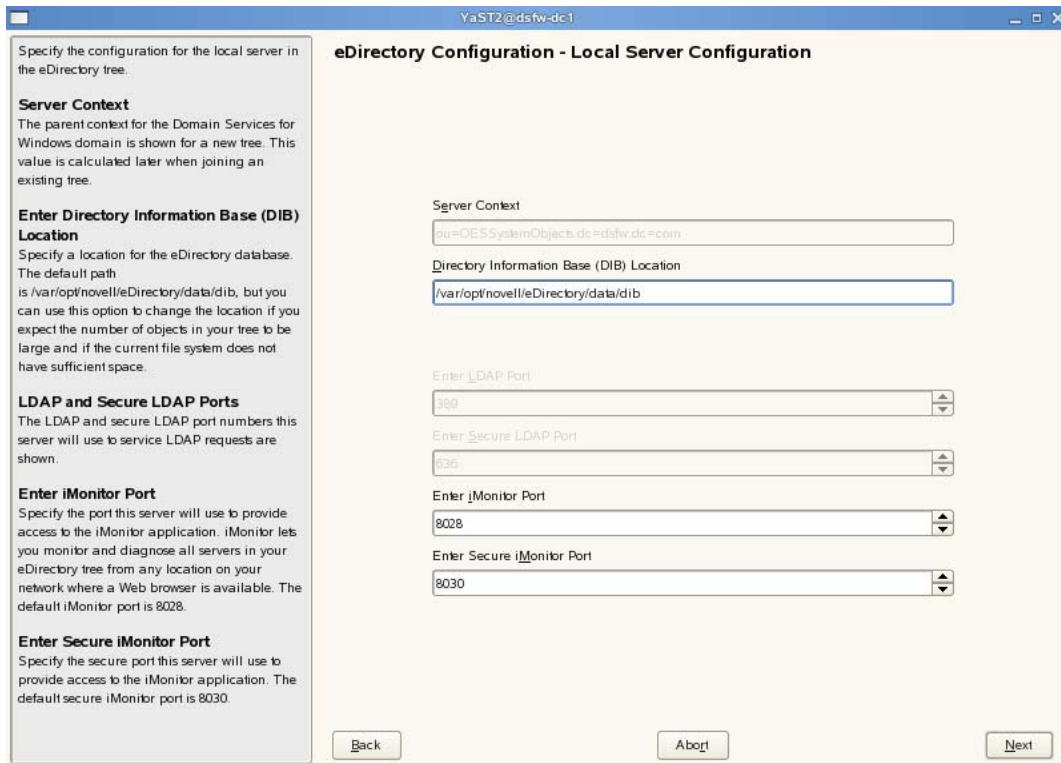 YaST2@dsfw-dc1
Specify the configuration for the local server in
the eDirectory tree.
Server Context
The parent context for the Domain Services for
Windows domain is shown for a new tree. This
value is calculated later when joining an
existing tree.
Enter Directory Information Base (DIB)
Location
Specify a location for the eDirectory database.
The default path
is /var/opt/novell/eDirectory/data/dib, but you
can use this option to change the location if you
expect the number of objects in your tree to be
large and if the current file system does not
have sufficient space.
LDAP and Secure LDAP Ports
The LDAP and secure LDAP port numbers this
server will use to service LDAP requests are
shown.
Enter iMonitor Port
Specify the port this server will use to provide
access to the iMonitor application. iMonitor lets
you monitor and diagnose all servers in your
eDirectory tree from any location on your
network where a Web browser is available. The
default iMonitor port is 8028.
Enter Secure iMonitor Port
Specify the secure port this server will use to
provide access to the iMonitor application. The
default secure iMonitor port is 8030.
eDirectory Configuration - Local Server Configuration
Server Context
ou=OESSystemObjects.dc=dsfw.dc=com
Directory Information Base (DIB) Location
/var/opt/novell/eDirectory/data/dib
Enter LDAP Port
389
Enter Secure LDAP Port
636
Enter iMonitor Port
8028
Enter Secure iMonitor Port
8030
Back
Abort
Next